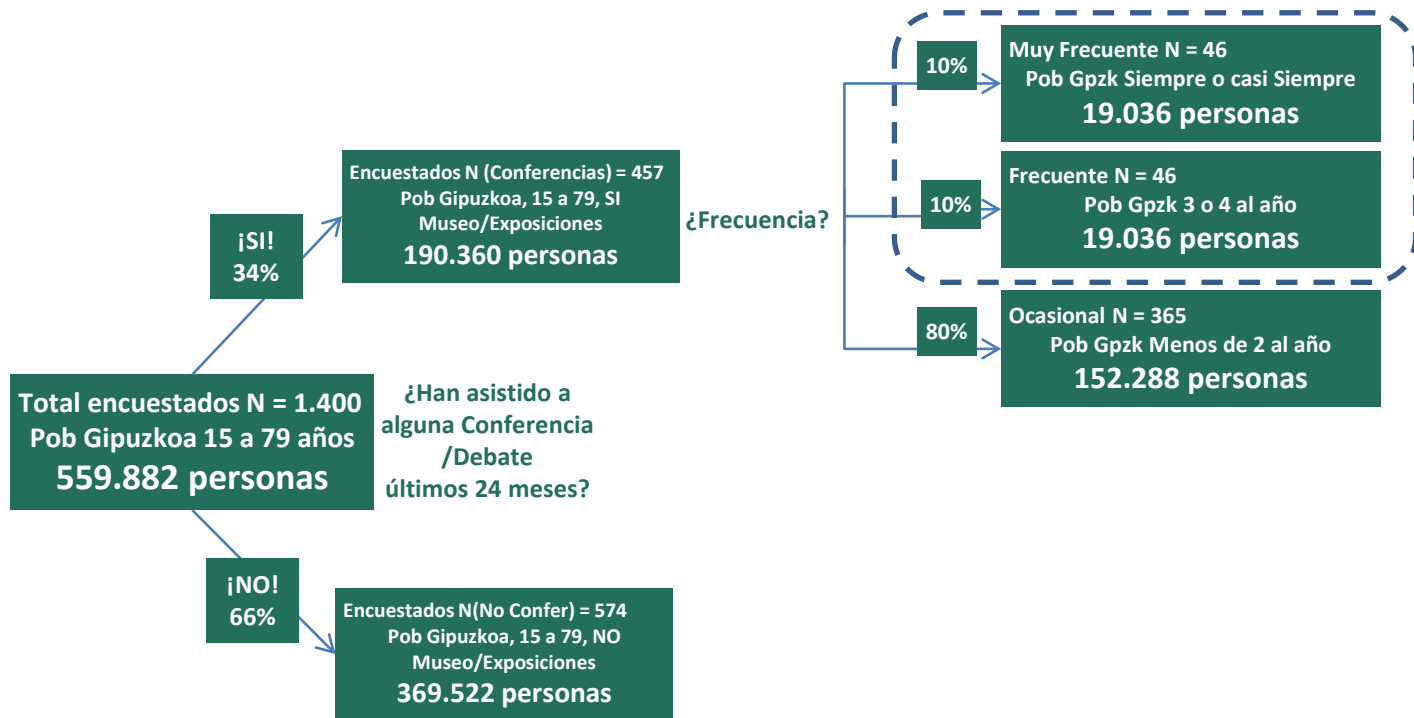 10%
Muy Frecuente N = 46
Pob Gpzk Siempre o casi Siempre
19.036 personas
Encuestados N (Conferencias) = 457
Pob Gipuzkoa, 15 a 79, SI
Museo/Exposiciones
190.360 personas
¿Frecuencia?
10%
Frecuente N = 46
Pob Gpzk 3 o 4 al año
19.036 personas
¡SI!
34%
80%
Ocasional N = 365
Pob Gpzk Menos de 2 al año
152.288 personas
Total encuestados N = 1.400
Pob Gipuzkoa 15 a 79 años
559.882 personas
¿Han asistido a
alguna Conferencia
/Debate
últimos 24 meses?
¡NO!
66%
Encuestados N(No Confer) = 574
Pob Gipuzkoa, 15 a 79, NO
Museo/Exposiciones
369.522 personas